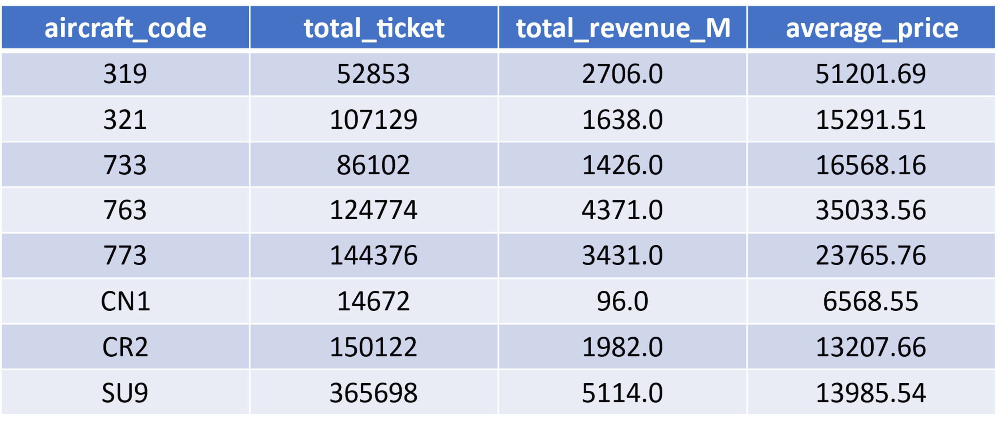 aircraft_code total_ticket total_revenue_M average_price
319 52853 2706.0 51201.69
321 107129 1638.0 15291.51
733 86102 1426.0 16568.16
763 124774 4371.0 35033.56
773 144376 3431.0 23765.76
CN1 14672 96.0 6568.55
CR2 150122 1982.0 13207.66
SU9 365698 5114.0 13985.54